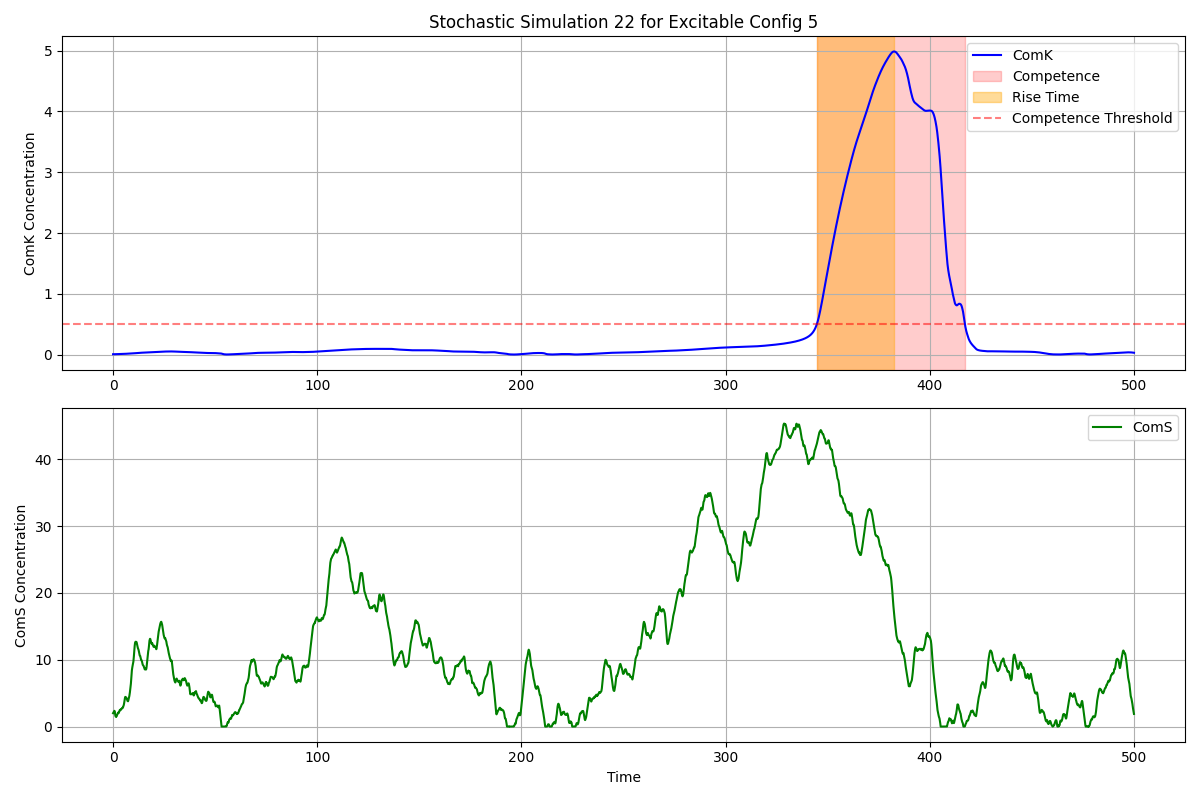 Stochastic Simulation 22 for Excitable Config 5
ComK Concentration
5
4
3
2
1
0
ComK
Competence
Rise Time
Competence Threshold
0 100 200 300 400 500
ComS Concentration
40
30
20
10
0
ComS
0 100 200 300 400 500
Time